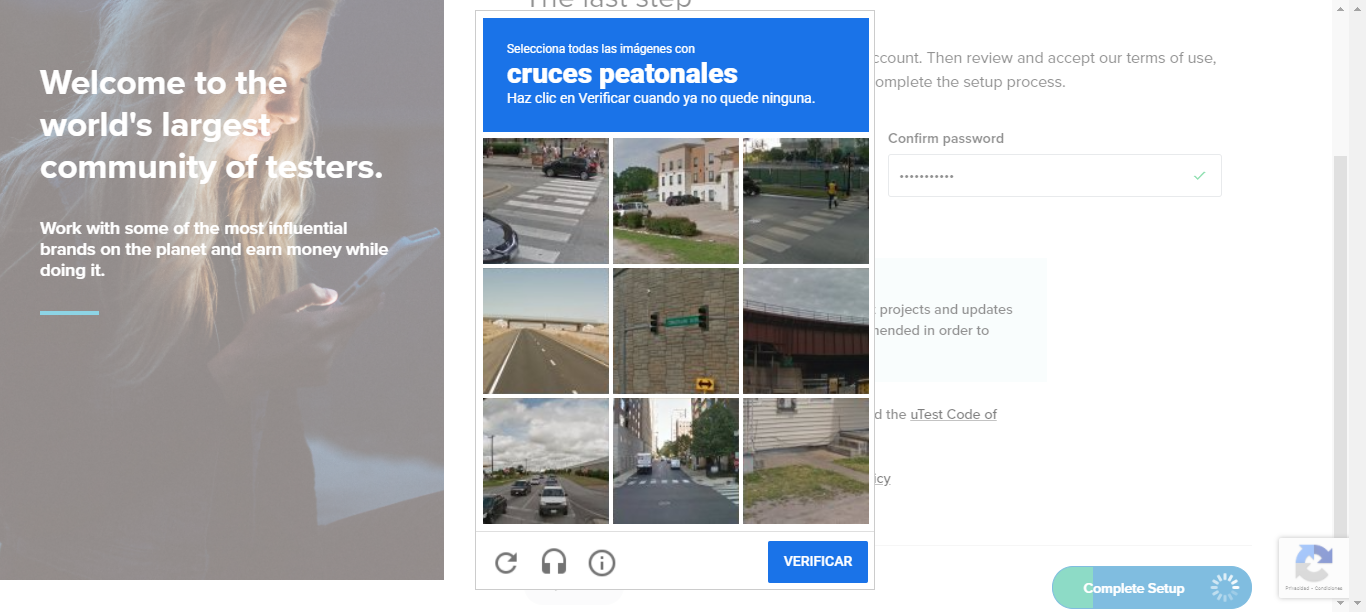 The last step
Welcome to the
world's largest
community of testers.
Work with some of the most influential
brands on the planet and earn money while
doing it.
Selecciona todas las imágenes con
cruces peatonales
Haz clic en Verificar cuando ya no quede ninguna.
VERIFICAR
ccount. Then review and accept our terms of use,
omplete the setup process.
Confirm password
•••••••••••
projects and updates
mended in order to
d the uTest Code of
icy
Complete Setup
Privacidad - Condiciones